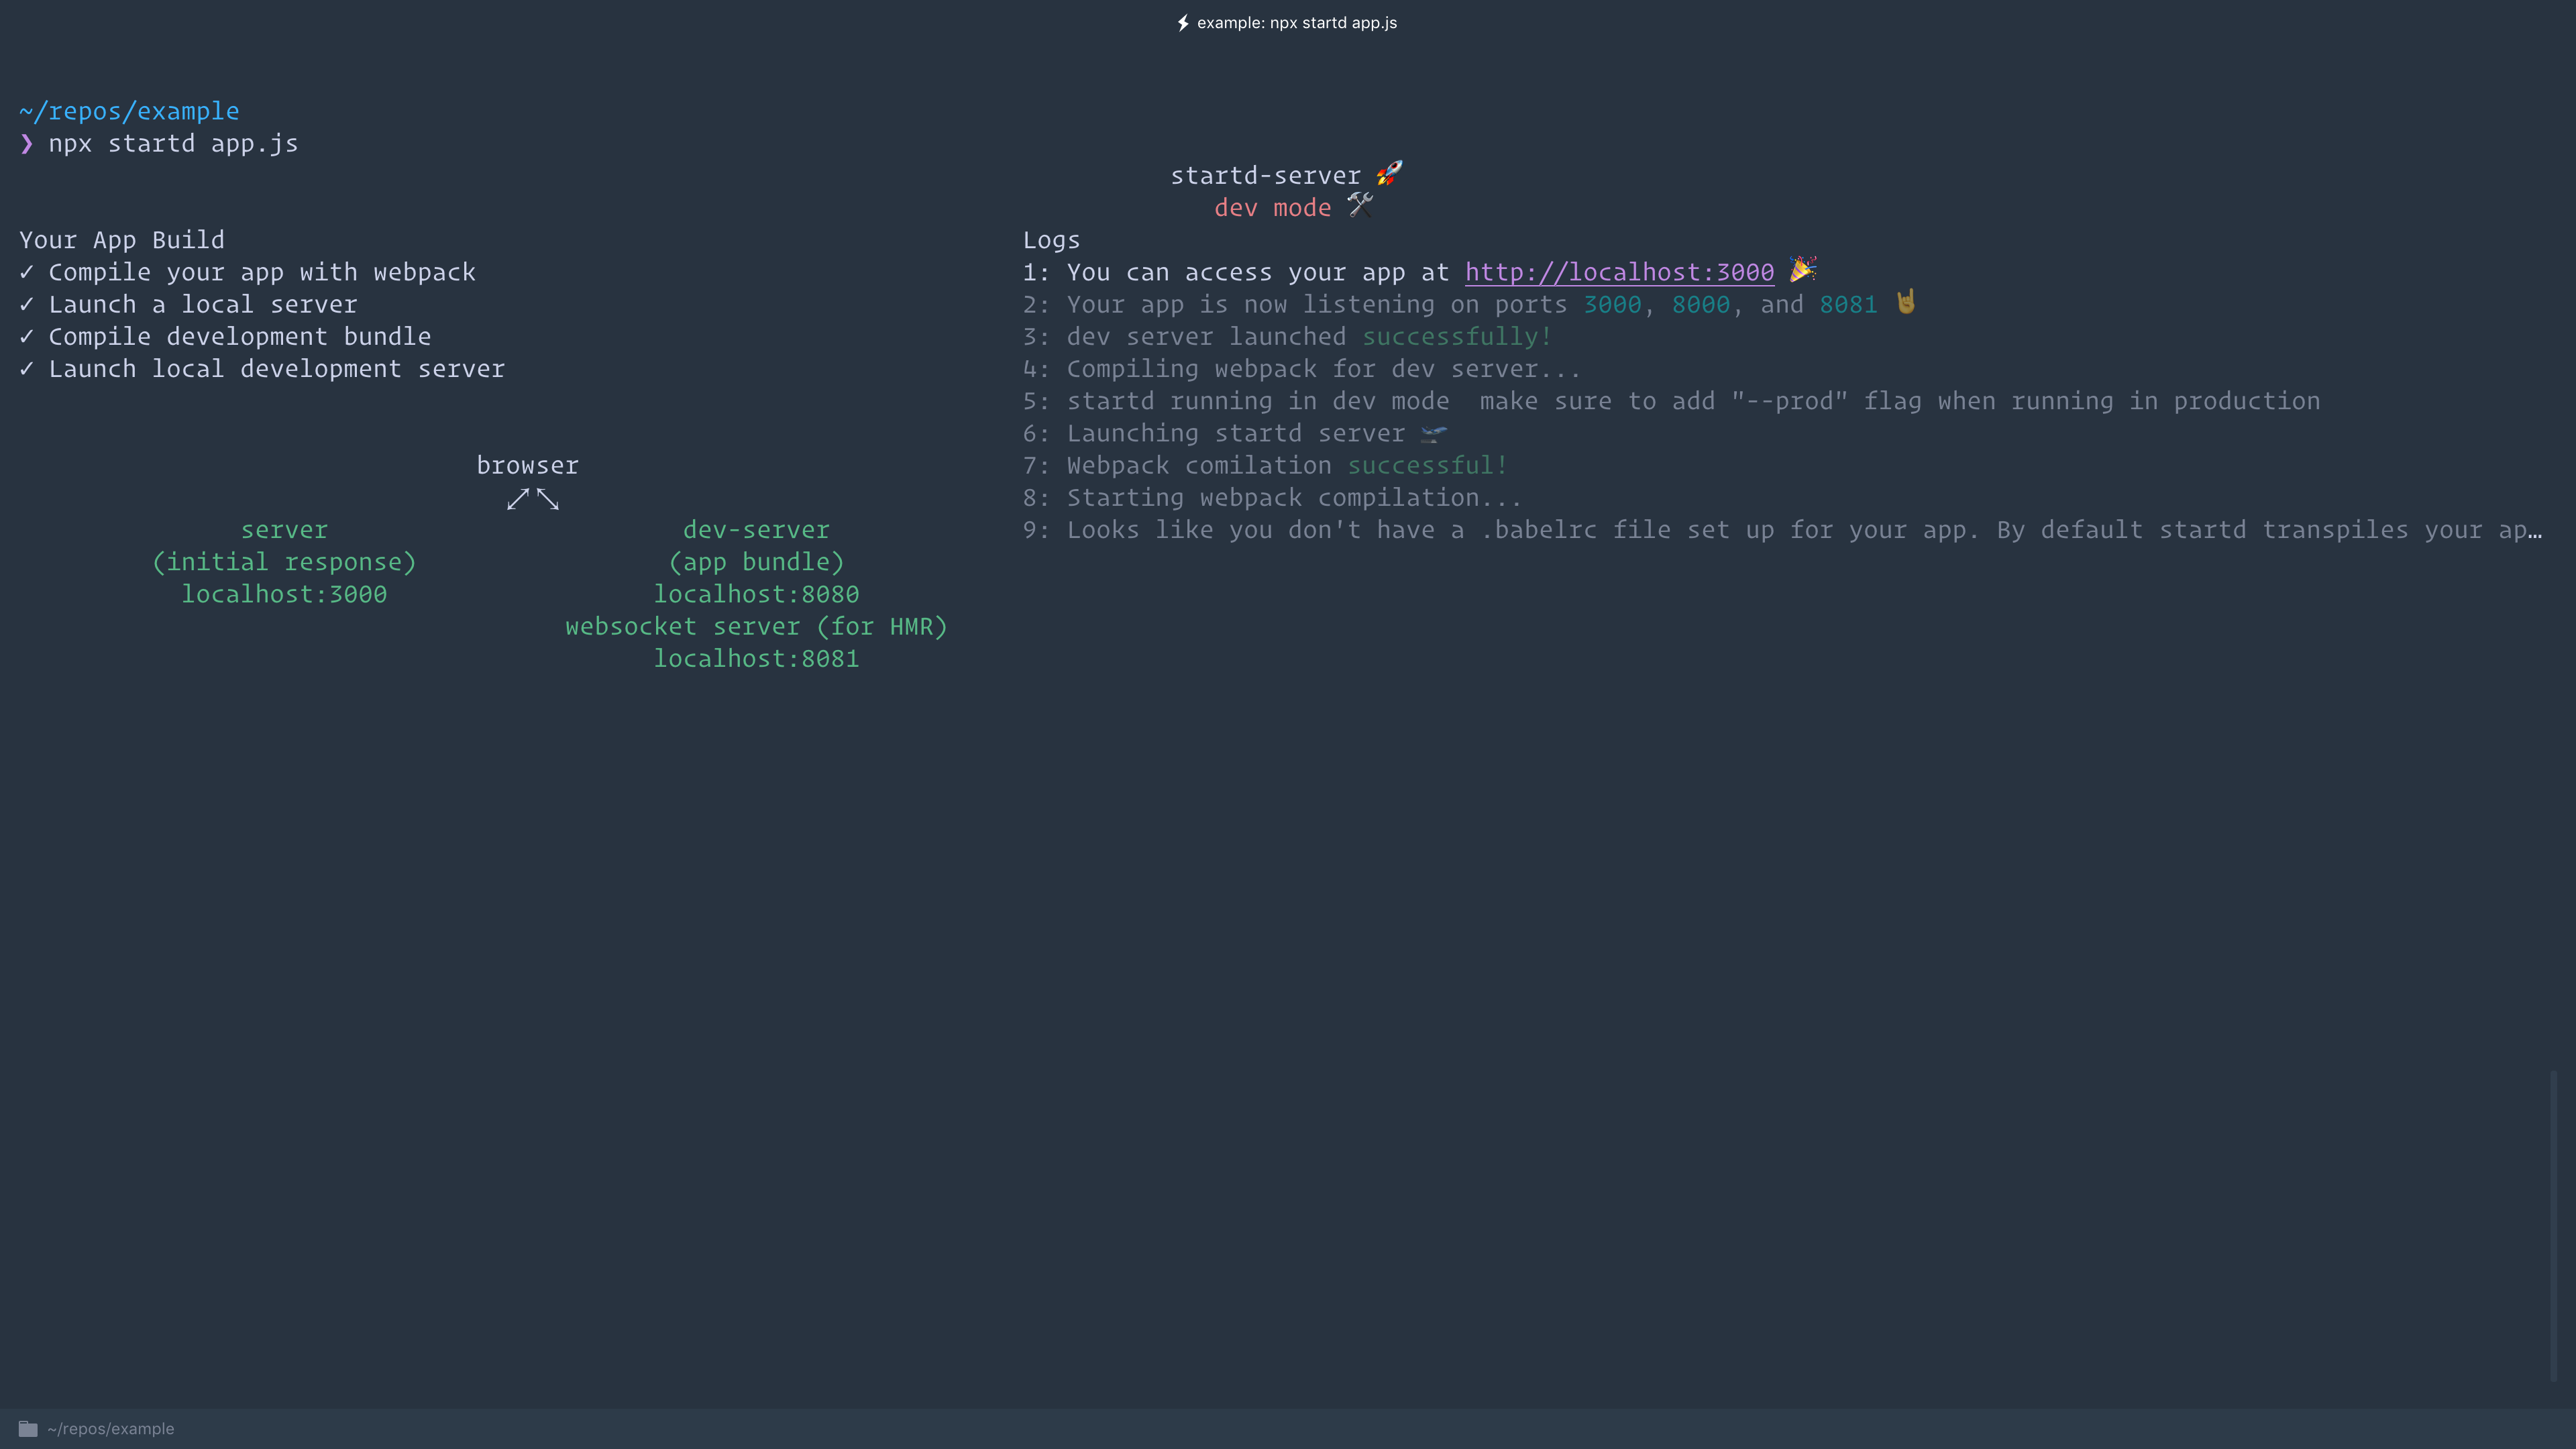 example: npx startd app.js
~/repos/example
❯ npx startd app.js
startd-server 🚀
dev mode 🛠
Your App Build
✓ Compile your app with webpack
✓ Launch a local server
✓ Compile development bundle
✓ Launch local development server
browser
⤢⤡
server
(initial response)
localhost:3000
dev-server
(app bundle)
localhost:8080
websocket server (for HMR)
localhost:8081
Logs
1: You can access your app at http://localhost:3000 🎉
2: Your app is now listening on ports 3000, 8000, and 8081 🤘
3: dev server launched successfully!
4: Compiling webpack for dev server...
5: startd running in dev mode  make sure to add "--prod" flag when running in production
6: Launching startd server 🛫
7: Webpack comilation successful!
8: Starting webpack compilation...
9: Looks like you don't have a .babelrc file set up for your app. By default startd transpiles your ap…
~/repos/example